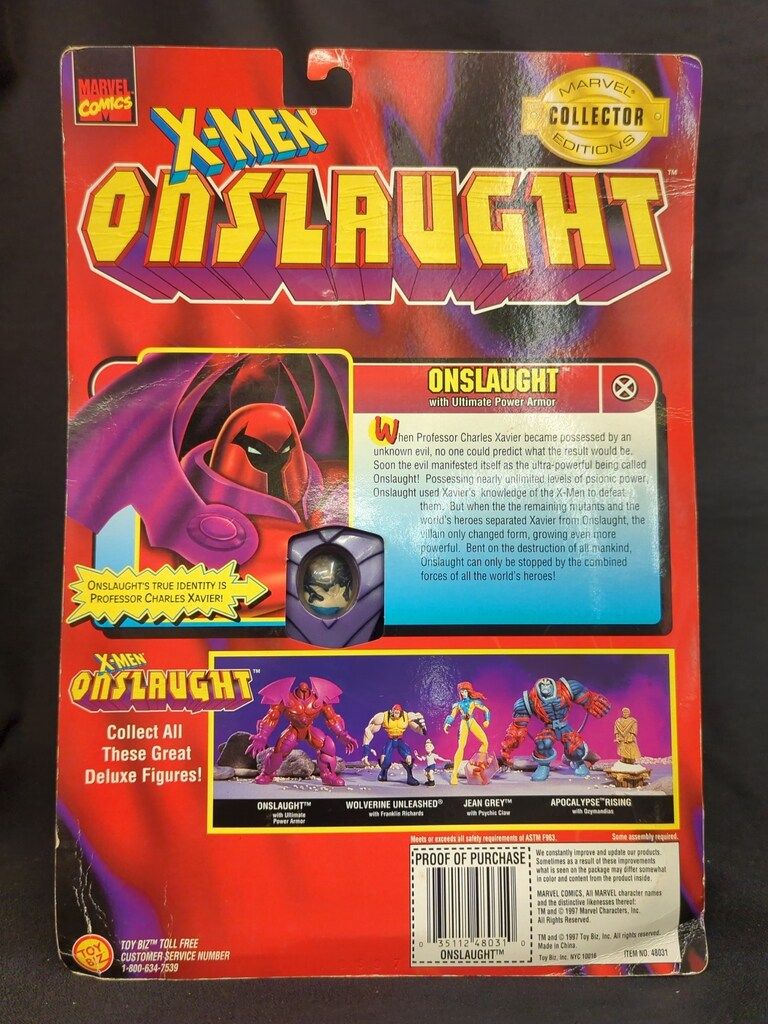 MARVEL
COMICS
X-MEN®
ONSLAUGHT™
MARVEL®
COLLECTOR
EDITIONS
ONSLAUGHT™
with Ultimate Power Armor
When Professor Charles Xavier became possessed by an
unknown evil, no one could predict what the result would be.
Soon the evil manifested itself as the ultra-powerful being called
Onslaught! Possessing nearly unlimited levels of psionic power,
Onslaught used Xavier's knowledge of the X-Men to defeat
them. But when the the remaining mutants and the
world's heroes separated Xavier from Onslaught, the
villain only changed form, growing even more
powerful. Bent on the destruction of all mankind,
Onslaught can only be stopped by the combined
forces of all the world's heroes!
ONSLAUGHT'S TRUE IDENTITY IS
PROFESSOR CHARLES XAVIER!
X-MEN
ONSLAUGHT™
Collect All
These Great
Deluxe Figures!
ONSLAUGHT™
with Ultimate
Power Armor
WOLVERINE UNLEASHED®
with Franklin Richards
JEAN GREY™
with Psychic Claw
APOCALYPSE™ RISING
with Ozymandias
Meets or exceeds all safety requirements of ASTM F963.
Some assembly required.
PROOF OF PURCHASE
0 35112 48031 0
ONSLAUGHT™
We constantly improve and update our products.
Sometimes as a result of these improvements
what is seen on the package may differ somewhat
in color and content from the product inside.
MARVEL COMICS, All MARVEL character names
and the distinctive likenesses thereof:
TM and © 1997 Marvel Characters, Inc.
All Rights Reserved.
TM and © 1997 Toy Biz, Inc. All rights reserved.
Made in China.
Toy Biz, Inc. NYC 10016
ITEM NO. 48031
TOY
BIZ
TOY BIZ™ TOLL FREE
CUSTOMER SERVICE NUMBER
1-800-634-7539